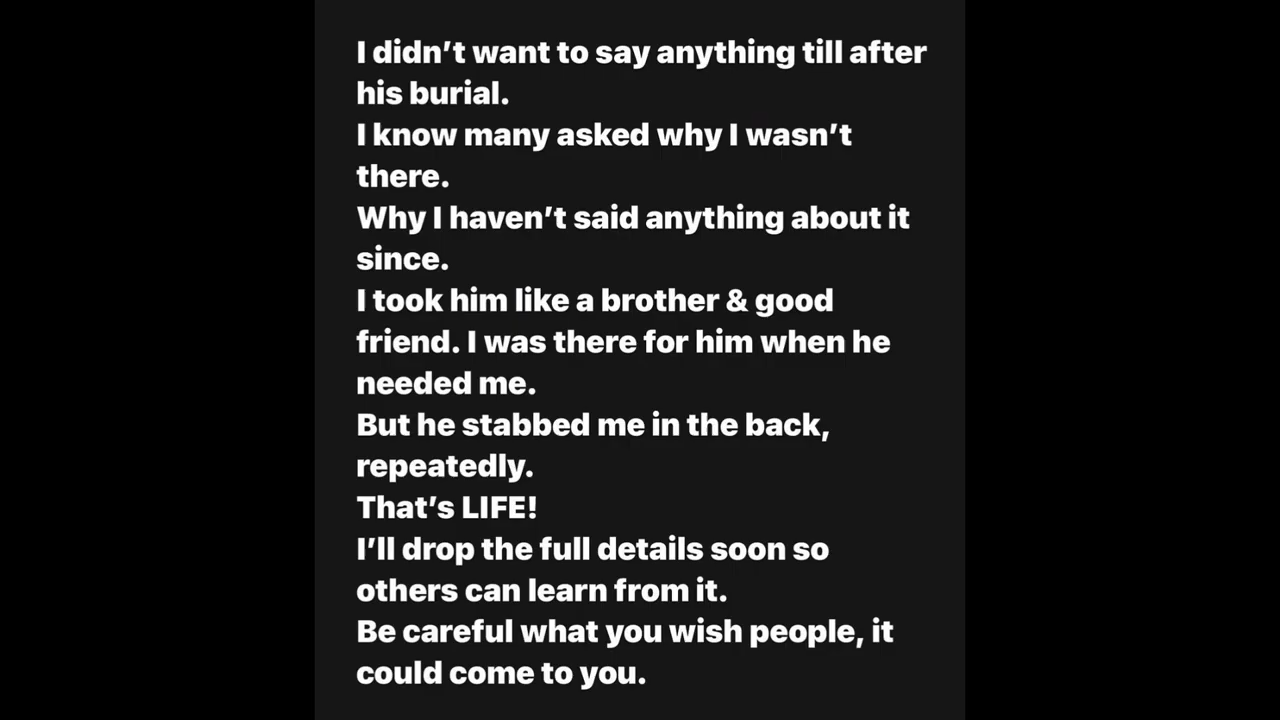 I didn’t want to say anything till after
his burial.
I know many asked why I wasn’t
there.
Why I haven’t said anything about it
since.
I took him like a brother & good
friend. I was there for him when he
needed me.
But he stabbed me in the back,
repeatedly.
That’s LIFE!
I’ll drop the full details soon so
others can learn from it.
Be careful what you wish people, it
could come to you.